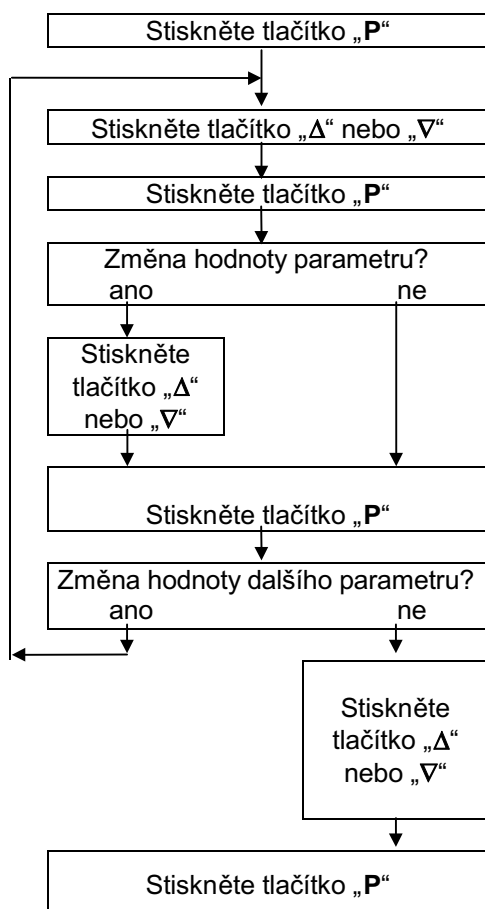 Stiskněte tlačítko „P“
Stiskněte tlačítko „Δ“ nebo „∇“
Stiskněte tlačítko „P“
Změna hodnoty parametru?
ano ne
Stiskněte
tlačítko „Δ“
nebo „∇“
Stiskněte tlačítko „P“
Změna hodnoty dalšího parametru?
ano ne
Stiskněte
tlačítko „Δ“
nebo „∇“
Stiskněte tlačítko „P“